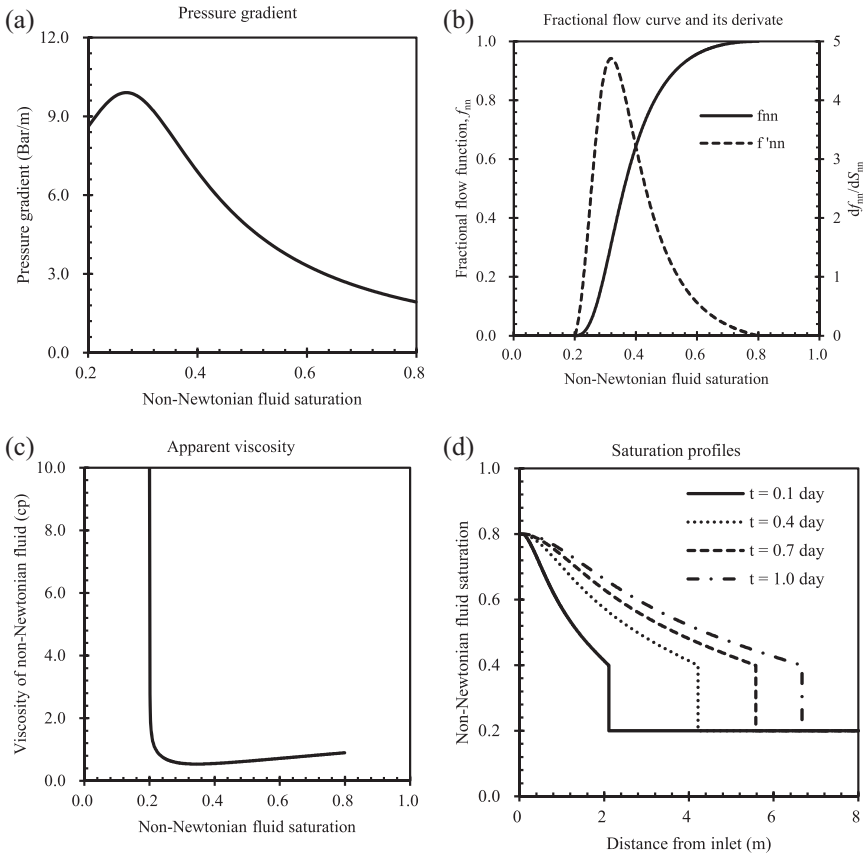 (a)
Pressure gradient
12.0
9.0
6.0
3.0
0.0
0.2
0.4
0.6
0.8
Pressure gradient (Bar/m)
Non-Newtonian fluid saturation
(b)
Fractional flow curve and its derivate
1.0
0.8
0.6
0.4
0.2
0.0
5
4
3
2
1
0
0.0
0.2
0.4
0.6
0.8
1.0
Fractional flow function, fnn
dfnn/dSnn
fnn
f 'nn
Non-Newtonian fluid saturation
(c)
Apparent viscosity
10.0
8.0
6.0
4.0
2.0
0.0
0.0
0.2
0.4
0.6
0.8
1.0
Viscosity of non-Newtonian fluid (cp)
Non-Newtonian fluid saturation
(d)
Saturation profiles
1.0
0.8
0.6
0.4
0.2
0.0
0
2
4
6
8
Non-Newtonian fluid saturation
t = 0.1 day
t = 0.4 day
t = 0.7 day
t = 1.0 day
Distance from inlet (m)